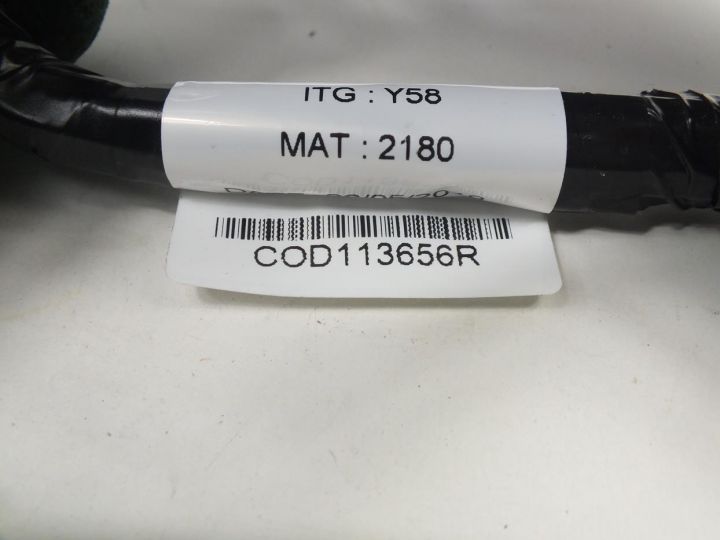 ITG : Y58
MAT : 2180
COD113656R